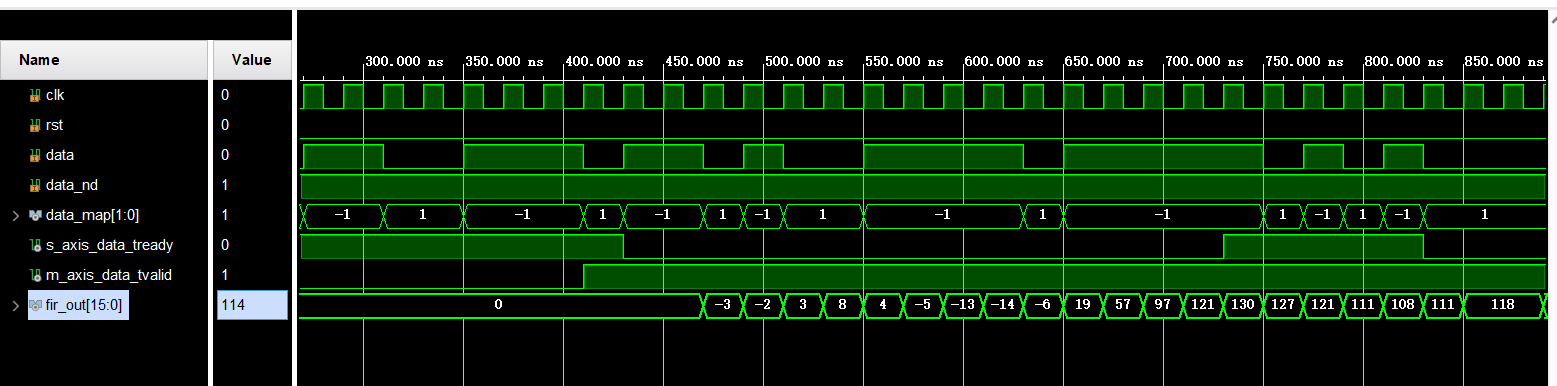 Name Value 300.000 ns 350.000 ns 400.000 ns 450.000 ns 500.000 ns 550.000 ns 600.000 ns 650.000 ns 700.000 ns 750.000 ns 800.000 ns 850.000 ns
clk 0
rst 0
data 0
data_nd 1
data_map[1:0] 1 -1 1 -1 1 -1 1 -1 1 -1 1 -1 1 -1 1 -1 1
s_axis_data_tready 0
m_axis_data_tvalid 1
fir_out[15:0] 114 0 -3 -2 3 8 4 -5 -13 -14 -6 19 57 97 121 130 127 121 111 108 111 118